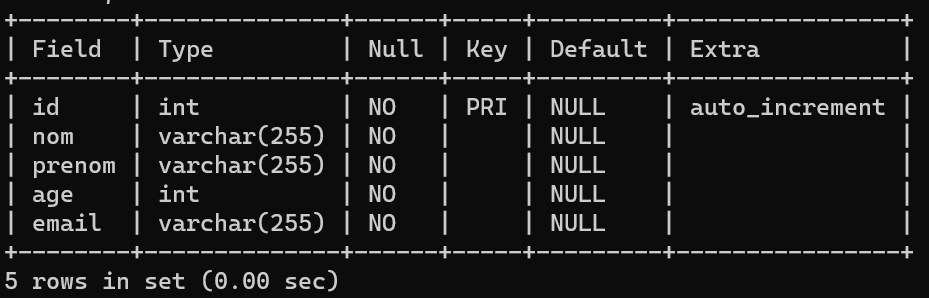 +--------+--------------+------+-----+---------+----------------+
| Field  | Type         | Null | Key | Default | Extra          |
+--------+--------------+------+-----+---------+----------------+
| id     | int          | NO   | PRI | NULL    | auto_increment |
| nom    | varchar(255) | NO   |     | NULL    |                |
| prenom | varchar(255) | NO   |     | NULL    |                |
| age    | int          | NO   |     | NULL    |                |
| email  | varchar(255) | NO   |     | NULL    |                |
+--------+--------------+------+-----+---------+----------------+
5 rows in set (0.00 sec)